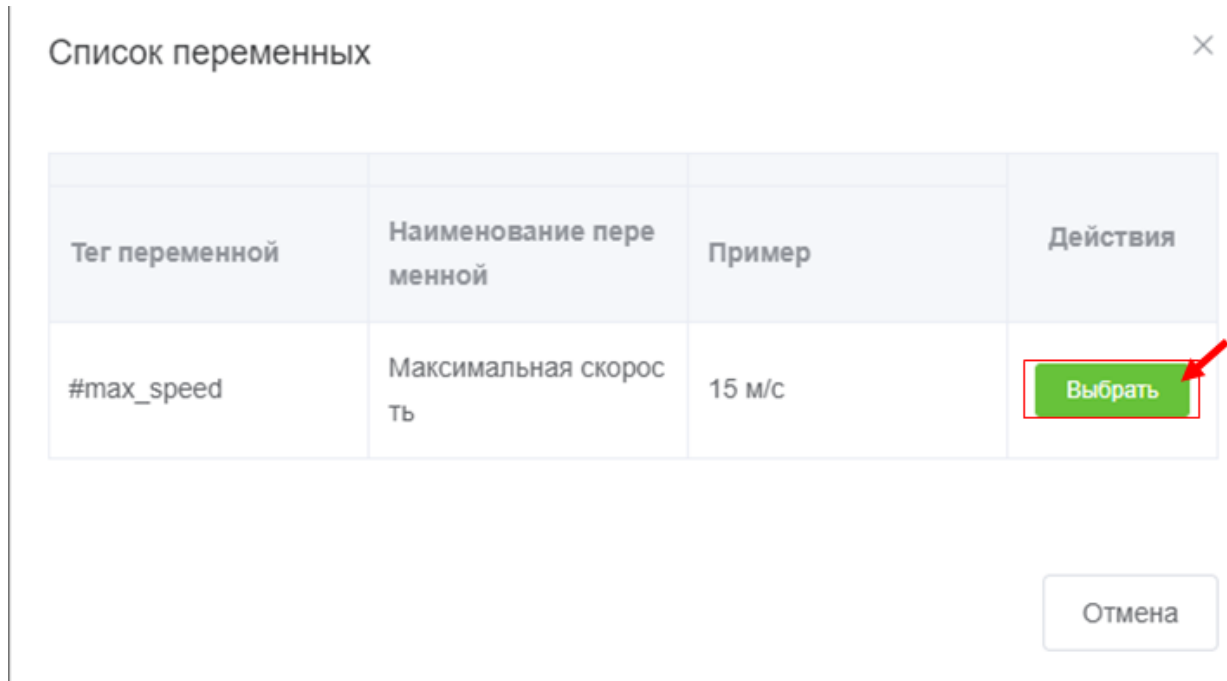 Список переменных
Тег переменной
Наименование пере
менной
Пример
Действия
#max_speed
Максимальная скорос
ть
15 м/с
Выбрать
Отмена